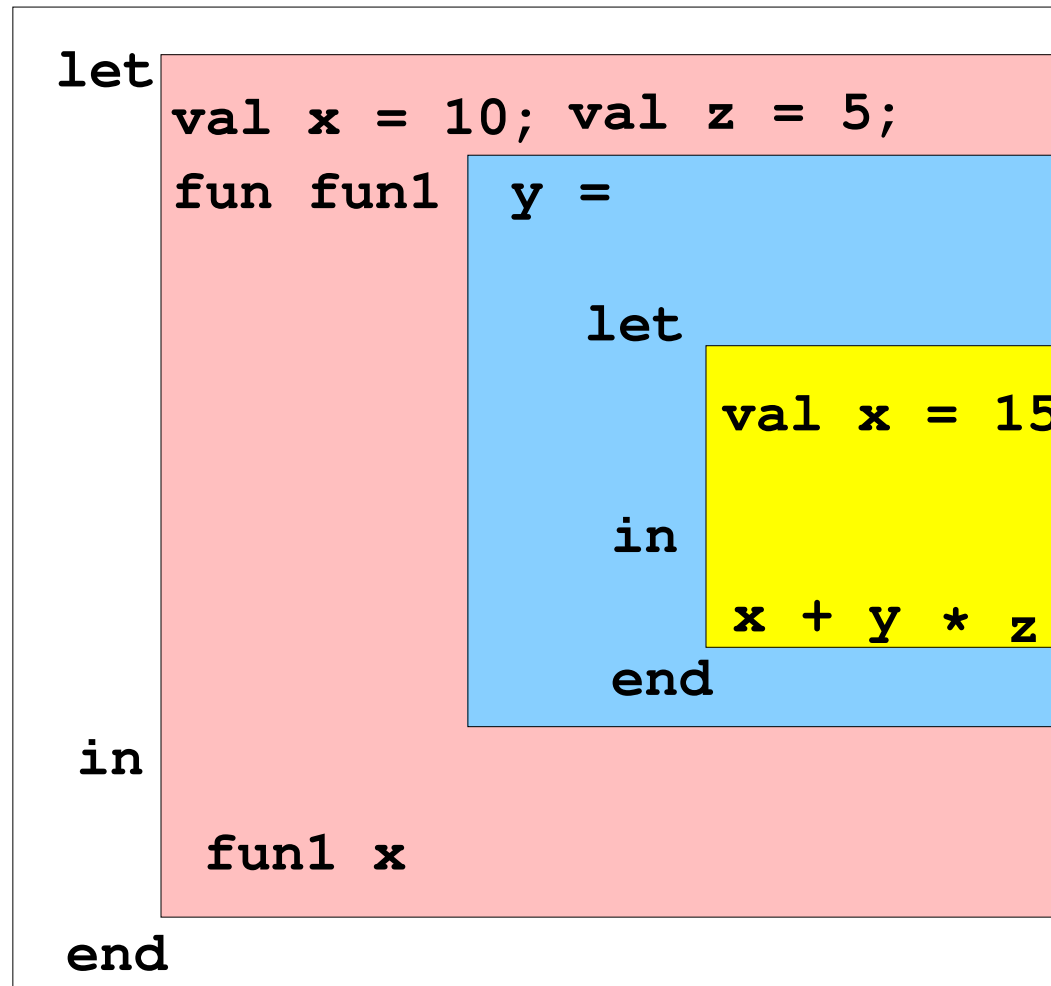 let
val x = 10; val z = 5;
fun fun1 y =
let
val x = 15
in
x + y * z
end
in
fun1 x
end